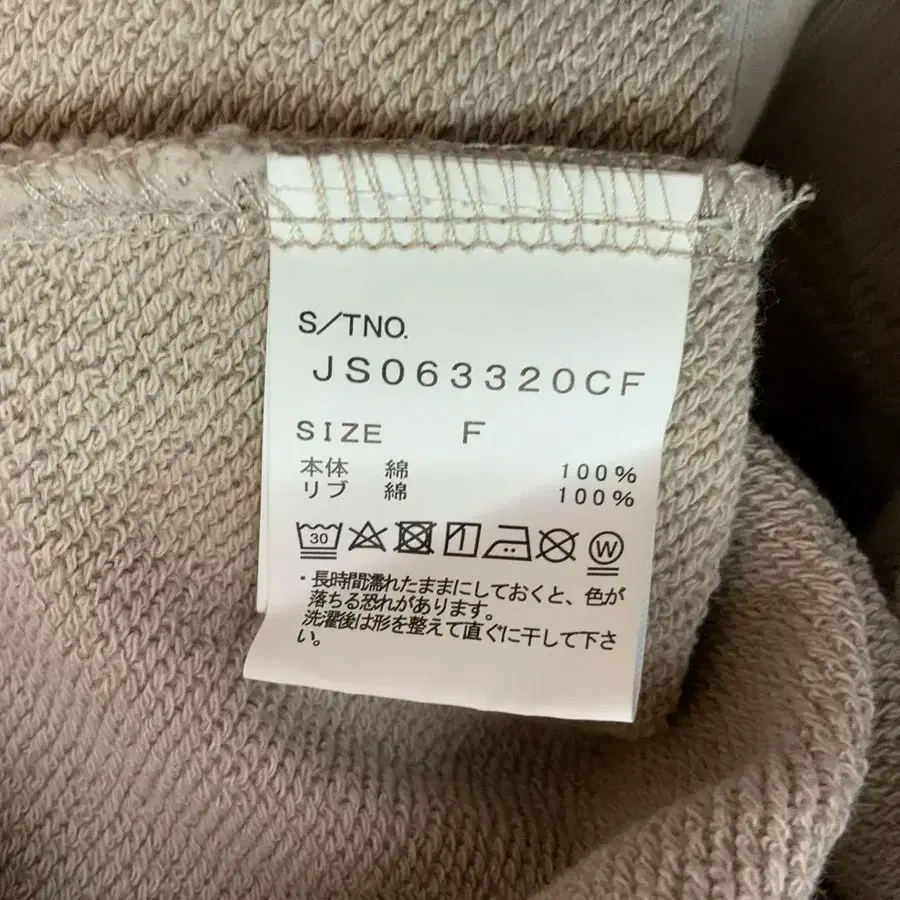 S/TNO.
JS063320CF
SIZE F
本体 綿 100%
リブ 綿 100%
30 W
・長時間濡れたままにしておくと、色が
落ちる恐れがあります。
洗濯後は形を整えて直ぐに干して下さ
い。